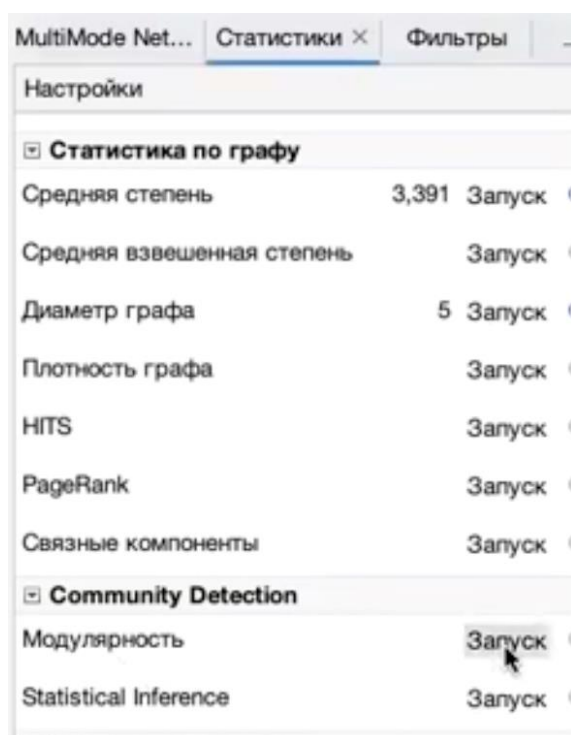 MultiMode Net... Статистики × Фильтры ...
Настройки
Статистика по графу
Средняя степень 3,391 Запуск
Средняя взвешенная степень Запуск
Диаметр графа 5 Запуск
Плотность графа Запуск
HITS Запуск
PageRank Запуск
Связные компоненты Запуск
Community Detection
Модулярность Запуск
Statistical Inference Запуск